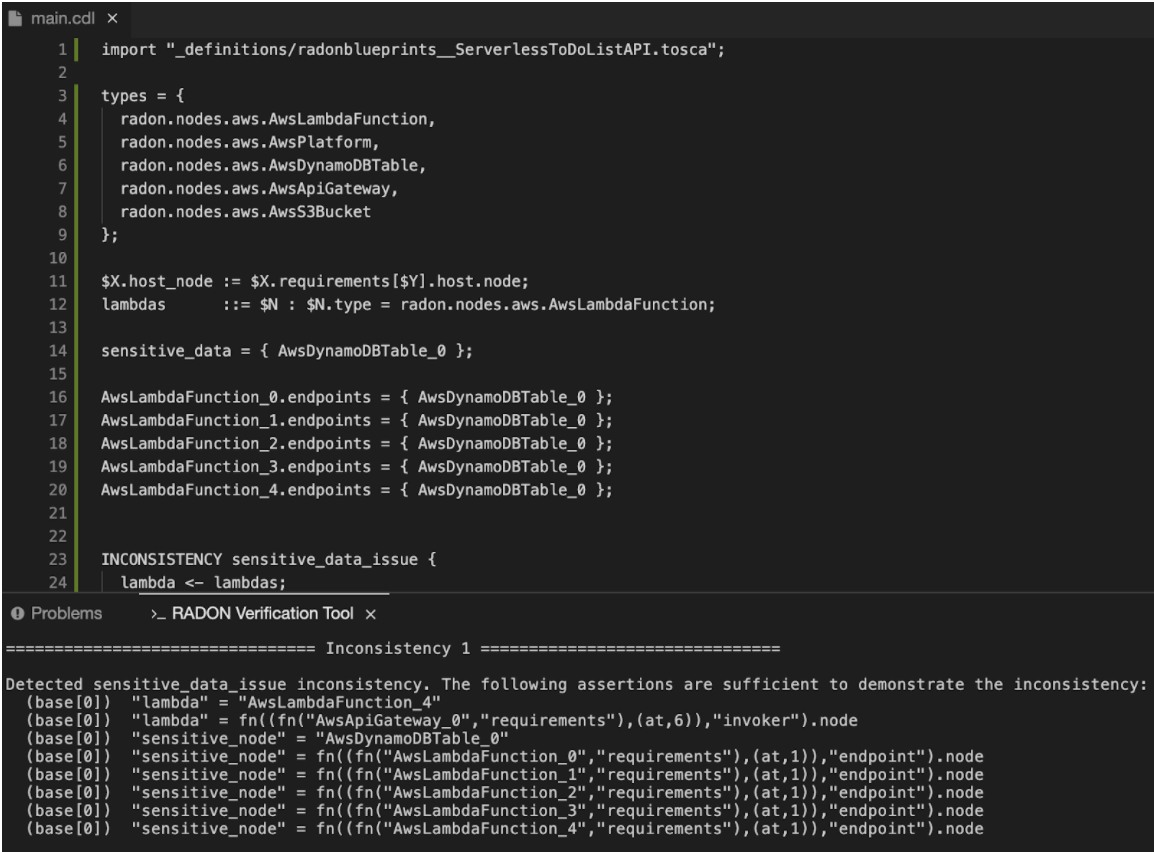 main.cdl ×
1 import "_definitions/radonblueprints__ServerlessToDoListAPI.tosca";
2
3 types = {
4 radon.nodes.aws.AwsLambdaFunction,
5 radon.nodes.aws.AwsPlatform,
6 radon.nodes.aws.AwsDynamoDBTable,
7 radon.nodes.aws.AwsApiGateway,
8 radon.nodes.aws.AwsS3Bucket
9 };
10
11 $X.host_node := $X.requirements[$Y].host.node;
12 lambdas ::= $N : $N.type = radon.nodes.aws.AwsLambdaFunction;
13
14 sensitive_data = { AwsDynamoDBTable_0 };
15
16 AwsLambdaFunction_0.endpoints = { AwsDynamoDBTable_0 };
17 AwsLambdaFunction_1.endpoints = { AwsDynamoDBTable_0 };
18 AwsLambdaFunction_2.endpoints = { AwsDynamoDBTable_0 };
19 AwsLambdaFunction_3.endpoints = { AwsDynamoDBTable_0 };
20 AwsLambdaFunction_4.endpoints = { AwsDynamoDBTable_0 };
21
22
23 INCONSISTENCY sensitive_data_issue {
24 lambda <- lambdas;
Problems >_ RADON Verification Tool ×
================================ Inconsistency 1 ===============================
Detected sensitive_data_issue inconsistency. The following assertions are sufficient to demonstrate the inconsistency:
(base[0]) "lambda" = "AwsLambdaFunction_4"
(base[0]) "lambda" = fn((fn("AwsApiGateway_0","requirements"),(at,6)),"invoker").node
(base[0]) "sensitive_node" = "AwsDynamoDBTable_0"
(base[0]) "sensitive_node" = fn((fn("AwsLambdaFunction_0","requirements"),(at,1)),"endpoint").node
(base[0]) "sensitive_node" = fn((fn("AwsLambdaFunction_1","requirements"),(at,1)),"endpoint").node
(base[0]) "sensitive_node" = fn((fn("AwsLambdaFunction_2","requirements"),(at,1)),"endpoint").node
(base[0]) "sensitive_node" = fn((fn("AwsLambdaFunction_3","requirements"),(at,1)),"endpoint").node
(base[0]) "sensitive_node" = fn((fn("AwsLambdaFunction_4","requirements"),(at,1)),"endpoint").node